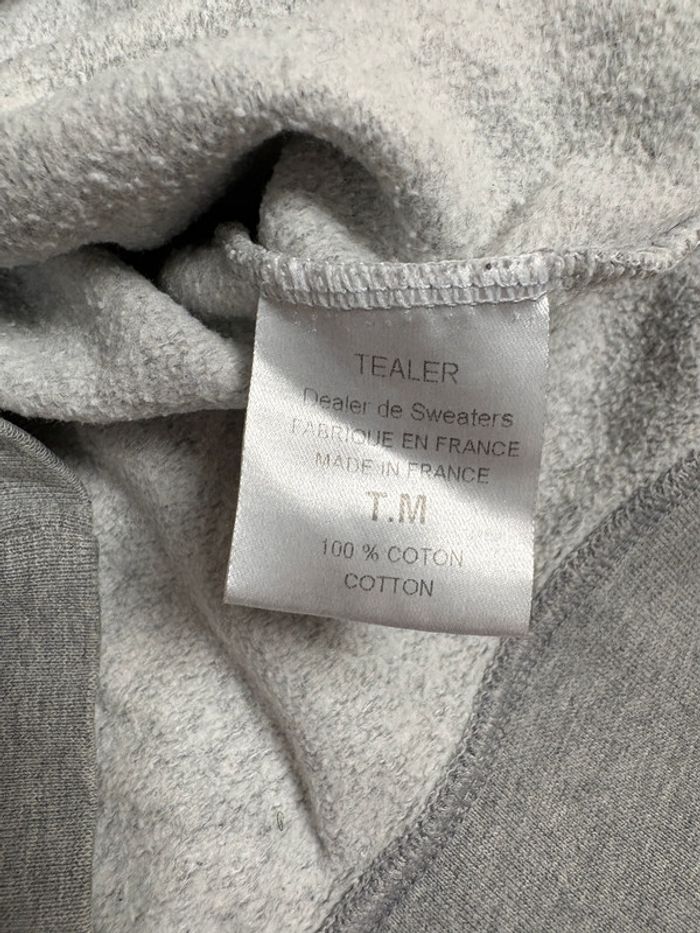 TEALER
Dealer de Sweaters
FABRIQUE EN FRANCE
MADE IN FRANCE
T.M
100 % COTON
COTTON